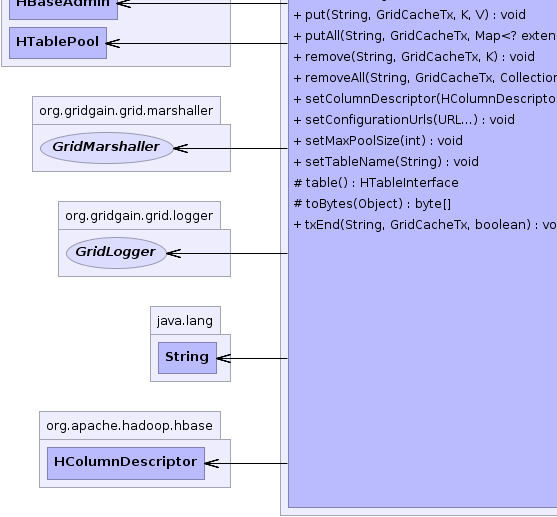 HBaseAdmin
HTablePool
org.gridgain.grid.marshaller
GridMarshaller
org.gridgain.grid.logger
GridLogger
java.lang
String
org.apache.hadoop.hbase
HColumnDescriptor
+ put(String, GridCacheTx, K, V) : void
+ putAll(String, GridCacheTx, Map<? exten
+ remove(String, GridCacheTx, K) : void
+ removeAll(String, GridCacheTx, Collection
+ setColumnDescriptor(HColumnDescripto
+ setConfigurationUrls(URL...) : void
+ setMaxPoolSize(int) : void
+ setTableName(String) : void
# table() : HTableInterface
# toBytes(Object) : byte[]
+ txEnd(String, GridCacheTx, boolean) : vo